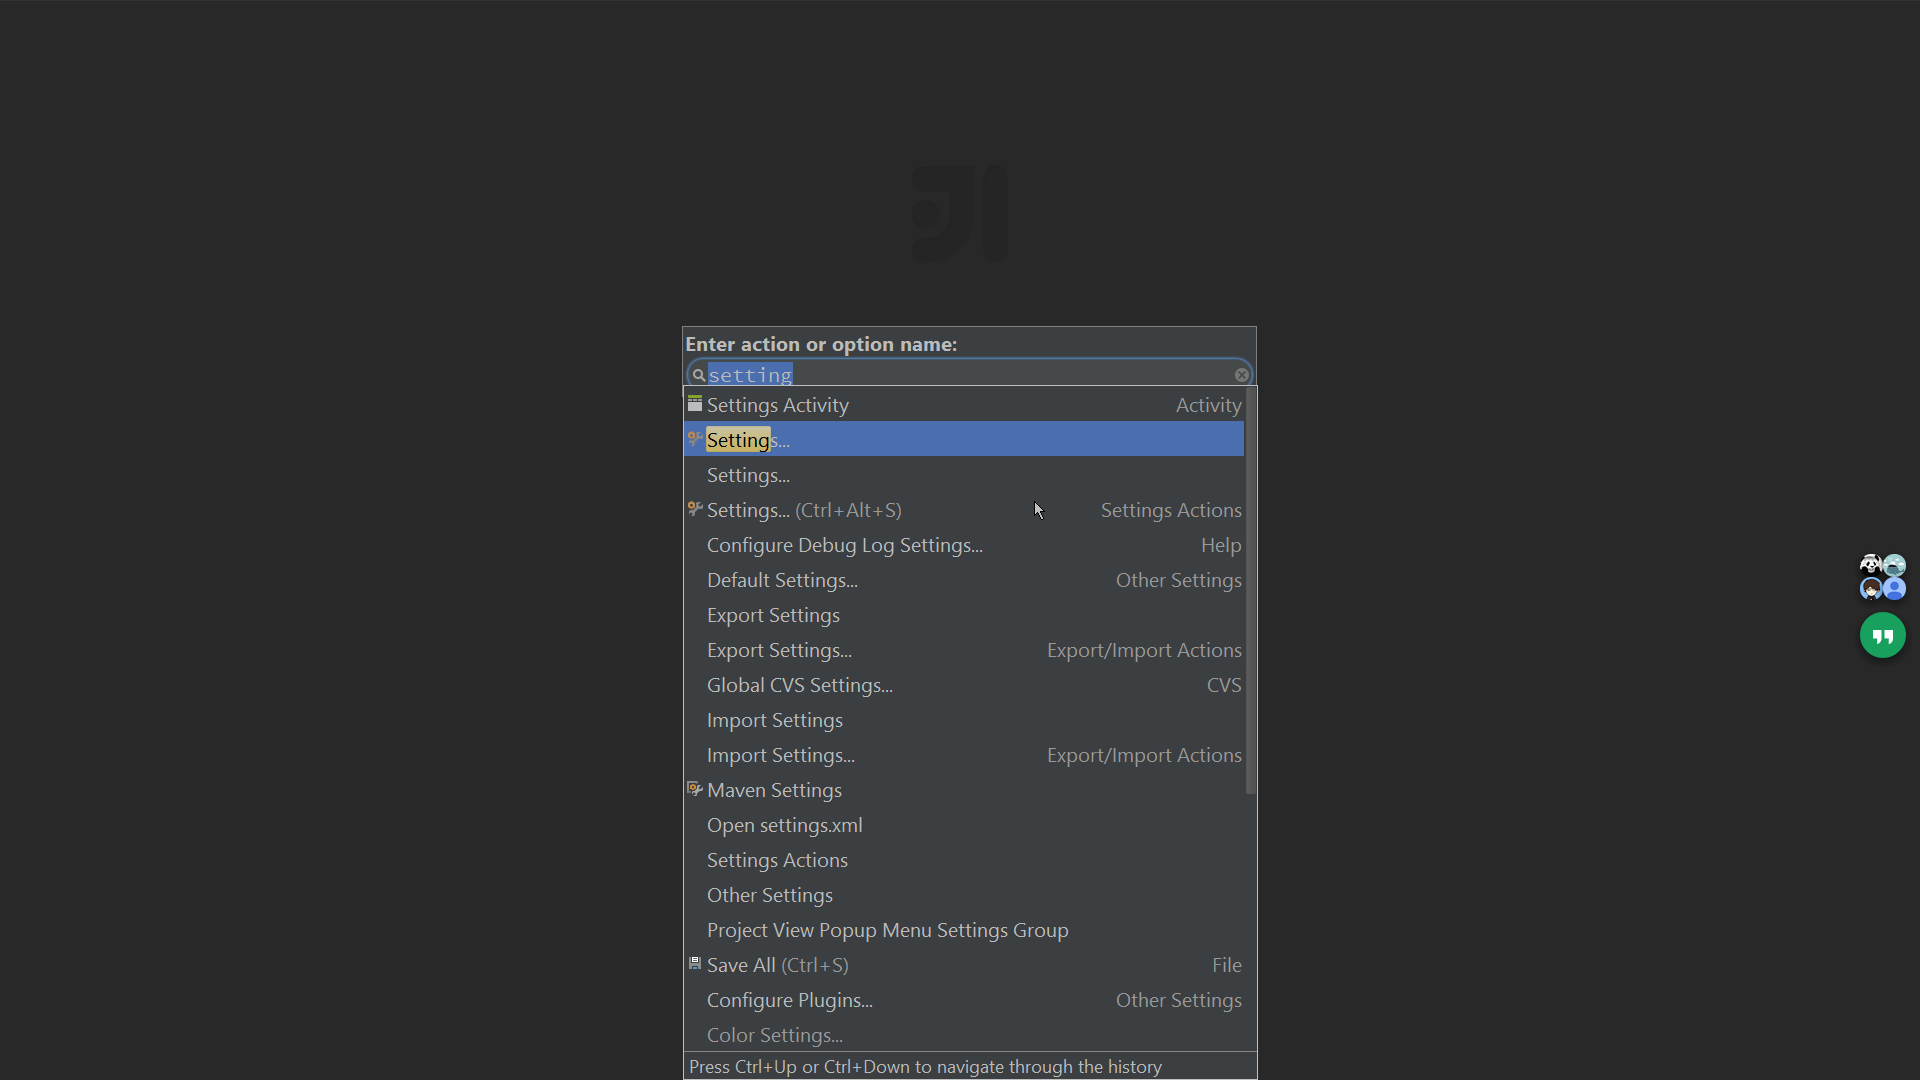 Enter action or option name:
setting
Settings Activity Activity
Settings...
Settings...
Settings... (Ctrl+Alt+S) Settings Actions
Configure Debug Log Settings... Help
Default Settings... Other Settings
Export Settings
Export Settings... Export/Import Actions
Global CVS Settings... CVS
Import Settings
Import Settings... Export/Import Actions
Maven Settings
Open settings.xml
Settings Actions
Other Settings
Project View Popup Menu Settings Group
Save All (Ctrl+S) File
Configure Plugins... Other Settings
Color Settings...
Press Ctrl+Up or Ctrl+Down to navigate through the history